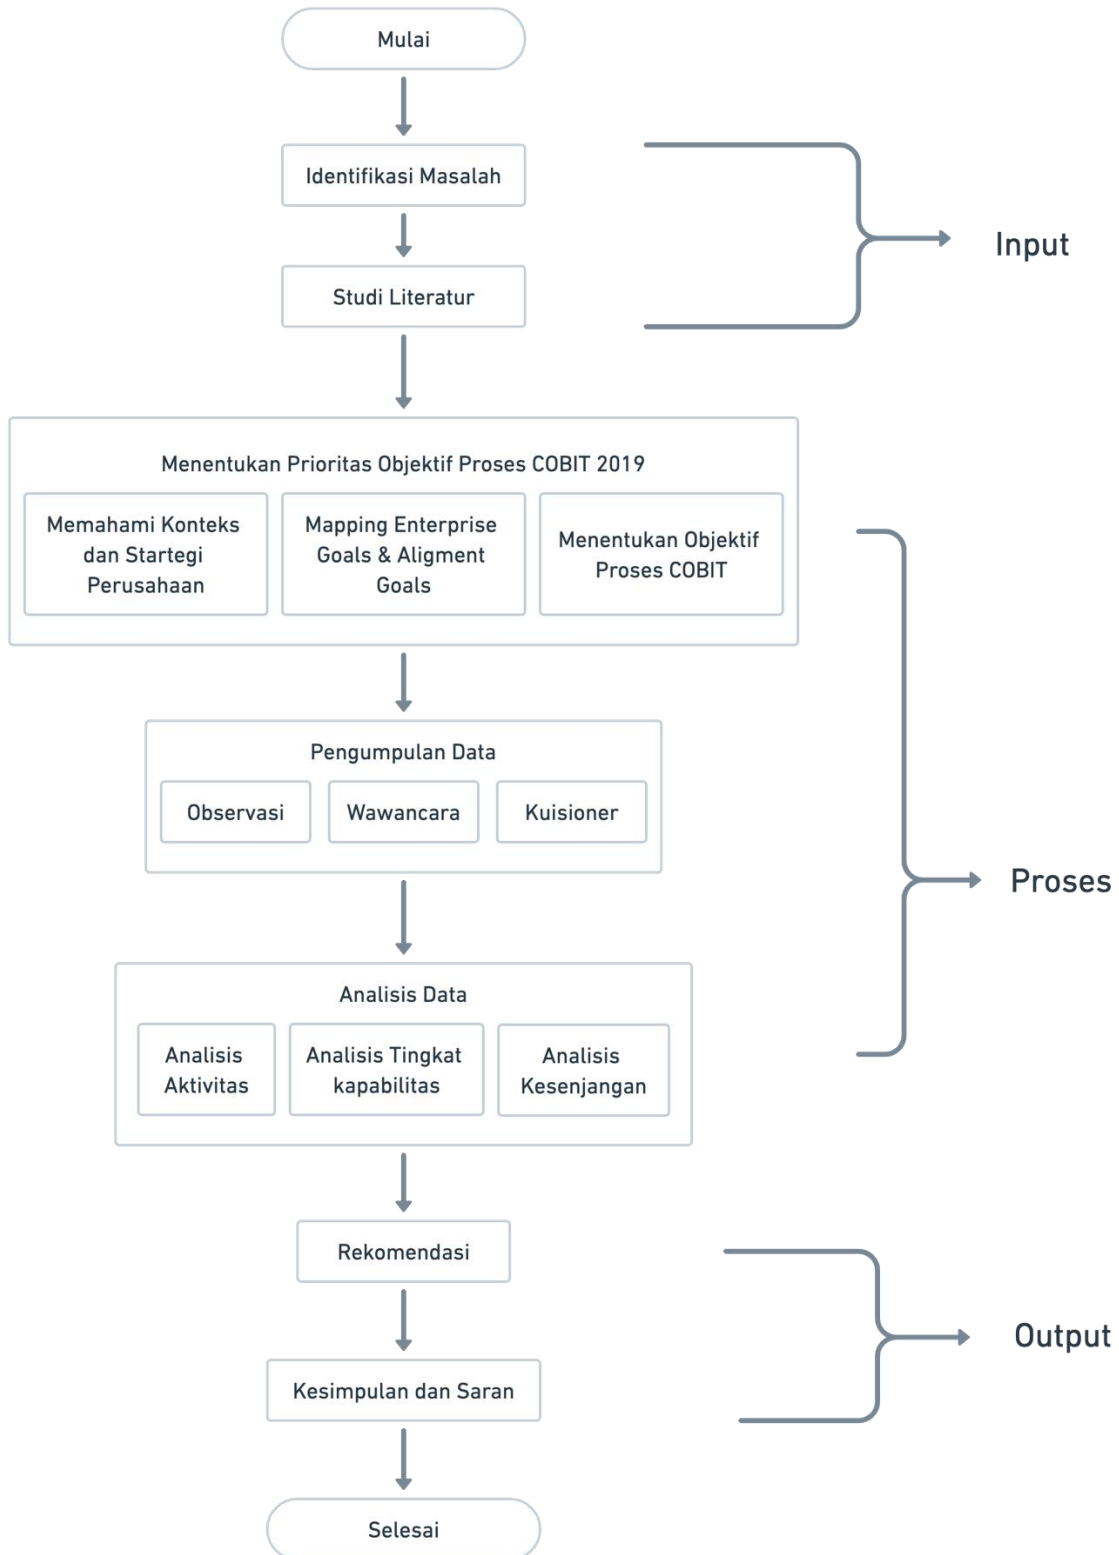 Mulai
Identifikasi Masalah
Input
Studi Literatur
Menentukan Prioritas Objektif Proses COBIT 2019
Memahami Konteks
dan Startegi
Perusahaan
Mapping Enterprise
Goals & Aligment
Goals
Menentukan Objektif
Proses COBIT
Pengumpulan Data
Observasi
Wawancara
Kuisioner
Proses
Analisis Data
Analisis
Aktivitas
Analisis Tingkat
kapabilitas
Analisis
Kesenjangan
Rekomendasi
Output
Kesimpulan dan Saran
Selesai